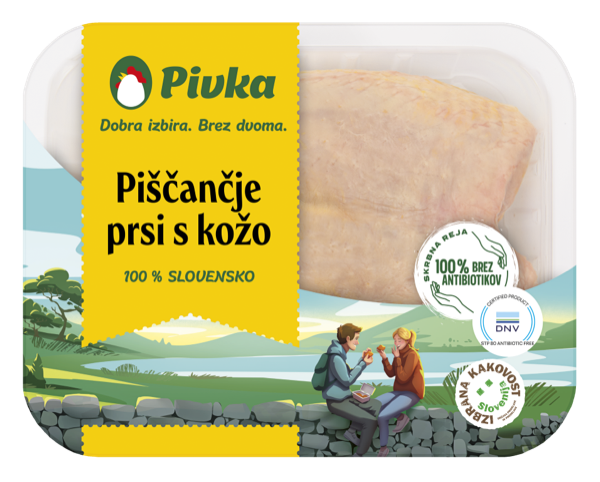 Pivka
Dobra izbira. Brez dvoma.
Piščančje
prsi s kožo
100 % SLOVENSKO
SKRBNA REJA
100% BREZ
ANTIBIOTIKOV
CERTIFIED PRODUCT
DNV
STP 80 ANTIBIOTIC FREE
IZBRANA KAKOVOST
Slovenija